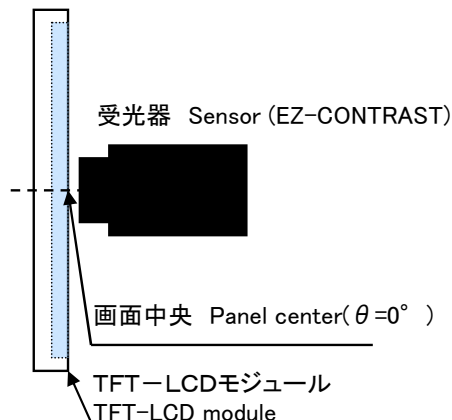 受光器 Sensor (EZ-CONTRAST)
画面中央 Panel center(θ=0°)
TFT－LCDモジュール
TFT-LCD module